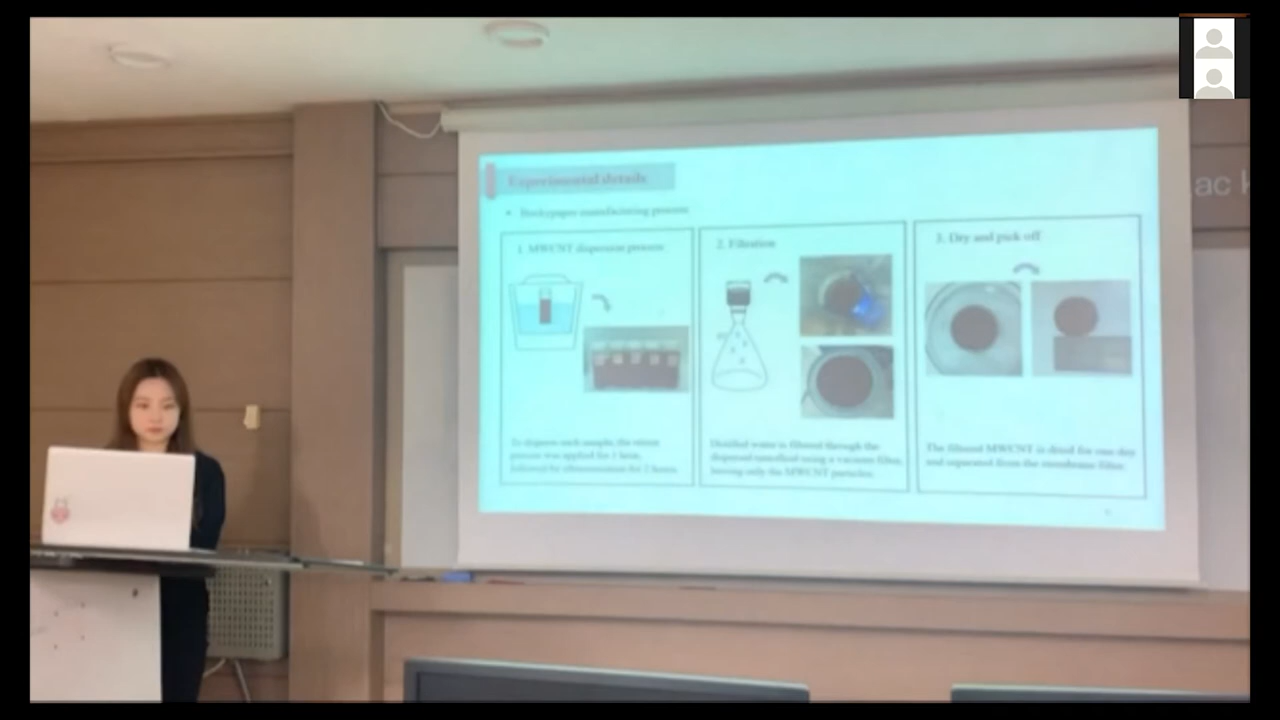 Experimental details
• Buckypaper manufacturing process
1. MWCNT dispersion process
2. Filtration
3. Dry and pick off
To disperse each sample, the
process was applied for 1 hour,
followed by ultrasonication for 2 hours.
Distilled water is filtered through the
dispersed nanofluid using a vacuum filter,
leaving only the MWCNT particles.
The filtered MWCNT is dried for one day
and separated from the membrane filter.
ac